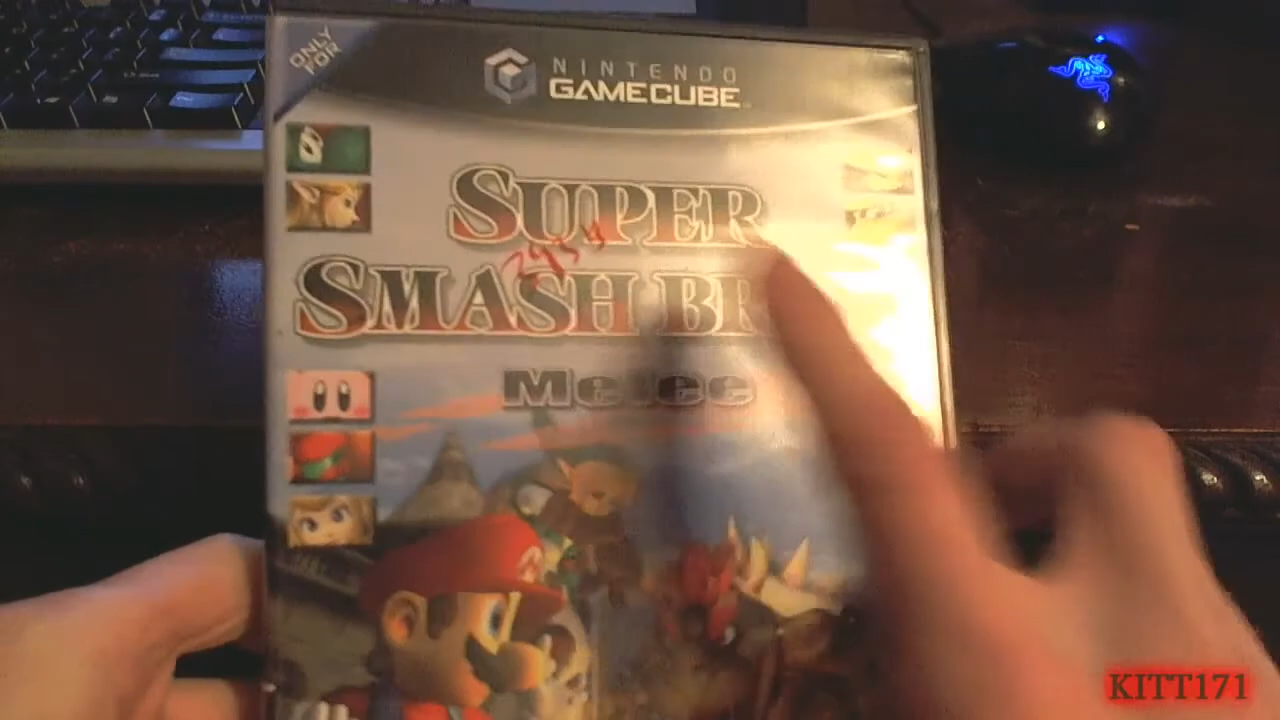 ONLY
FOR
NINTENDO
GAMECUBE
SUPER
SMASH BR
Melee
KITT171